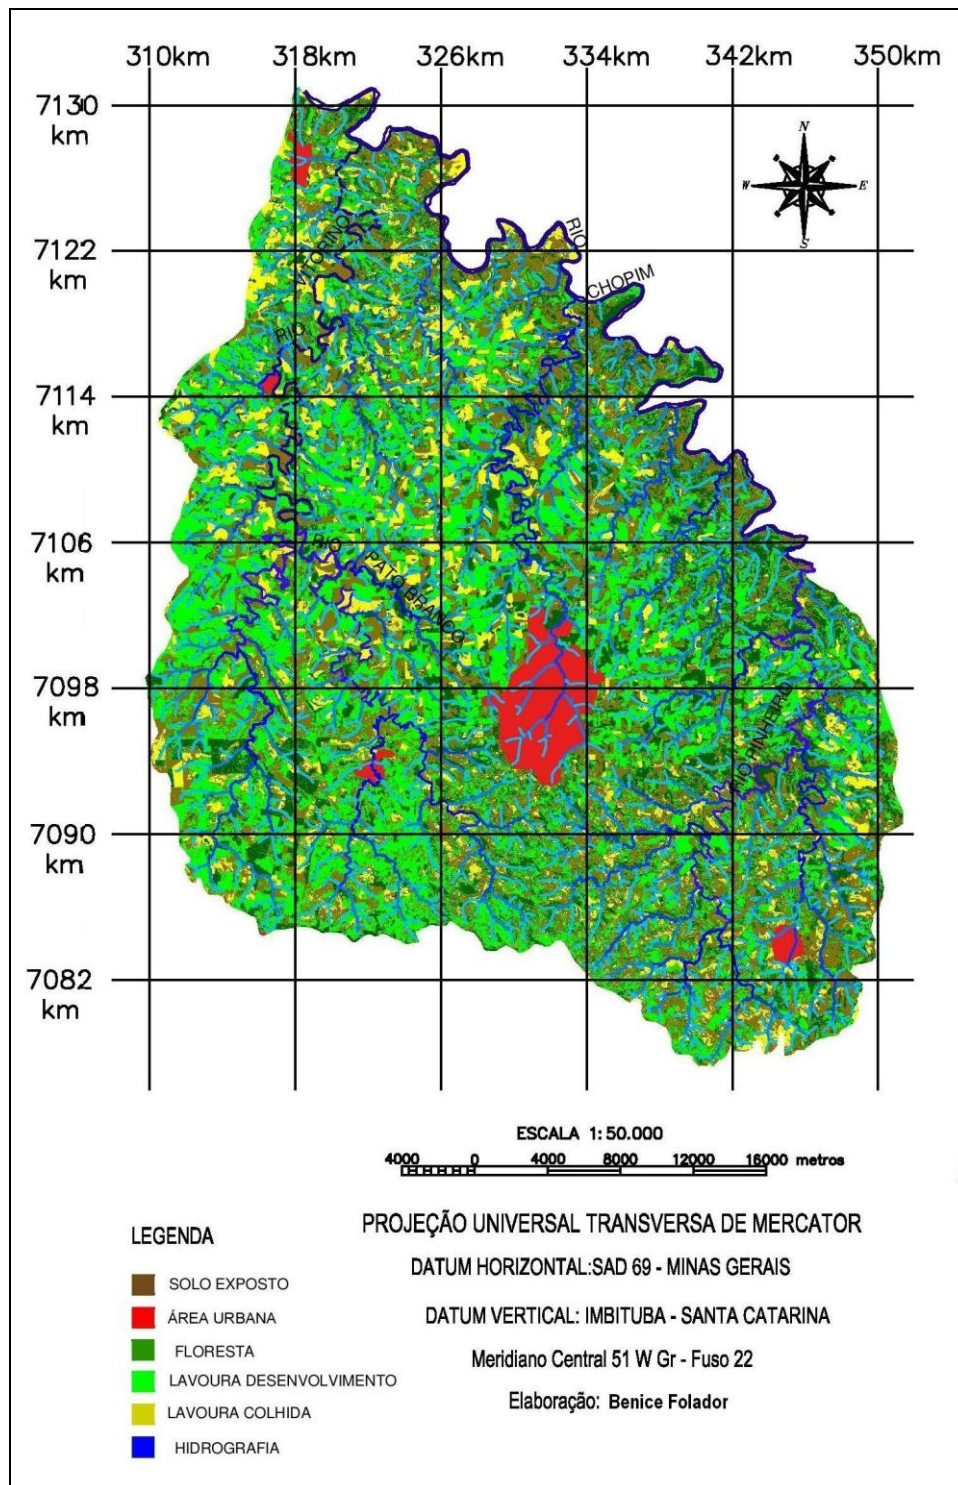 310km 318km 326km 334km 342km 350km
7130
km
N
W E
S
7122
km
RIO VITORINO
RIO CHOPIM
7114
km
7106
km
RIO PATO BRANCO
7098
km
RIO PINHEIRO
7090
km
7082
km
ESCALA 1:50.000
4000 0 4000 8000 12000 16000 metros
PROJEÇÃO UNIVERSAL TRANSVERSA DE MERCATOR
LEGENDA
DATUM HORIZONTAL:SAD 69 - MINAS GERAIS
SOLO EXPOSTO
ÁREA URBANA
DATUM VERTICAL: IMBITUBA - SANTA CATARINA
FLORESTA
Meridiano Central 51 W Gr - Fuso 22
LAVOURA DESENVOLVIMENTO
Elaboração: Benice Folador
LAVOURA COLHIDA
HIDROGRAFIA